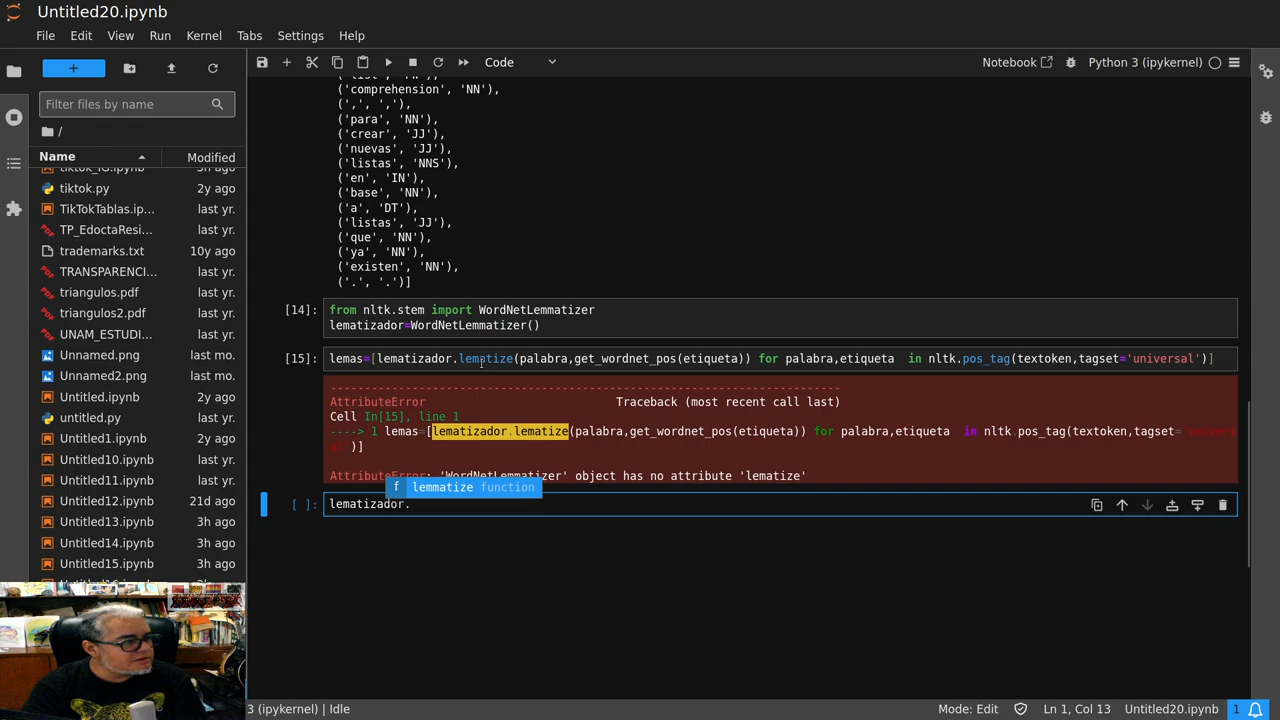 Untitled20.ipynb
File Edit View Run Kernel Tabs Settings Help
Code
Notebook
Python 3 (ipykernel)
Filter files by name
/
Name Modified
tiktok_IG.ipynb 3h ago
tiktok.py 2y ago
TikTokTablas.ip... last yr.
TP_EdoctaResi... last yr.
trademarks.txt 10y ago
TRANSPARENCI... last yr.
triangulos.pdf last yr.
triangulos2.pdf last yr.
UNAM_ESTUDI... last yr.
Unnamed.png last mo.
Unnamed2.png last mo.
Untitled.ipynb 2y ago
untitled.py last yr.
Untitled1.ipynb 2y ago
Untitled10.ipynb last yr.
Untitled11.ipynb last yr.
Untitled12.ipynb 21d ago
Untitled13.ipynb 3h ago
Untitled14.ipynb 3h ago
Untitled15.ipynb 3h ago
('comprehension', 'NN'),
(',', ','),
('para', 'NN'),
('crear', 'JJ'),
('nuevas', 'JJ'),
('listas', 'NNS'),
('en', 'IN'),
('base', 'NN'),
('a', 'DT'),
('listas', 'JJ'),
('que', 'NN'),
('ya', 'NN'),
('existen', 'NN'),
('.', '.')]
[14]: from nltk.stem import WordNetLemmatizer
lematizador=WordNetLemmatizer()
[15]: lemas=[lematizador.lematize(palabra,get_wordnet_pos(etiqueta)) for palabra,etiqueta  in nltk.pos_tag(textoken,tagset='universal')]
---------------------------------------------------------------------------
AttributeError                            Traceback (most recent call last)
Cell In[15], line 1
----> 1 lemas=[lematizador.lematize(palabra,get_wordnet_pos(etiqueta)) for palabra,etiqueta  in nltk.pos_tag(textoken,tagset='univers
al')]
AttributeError: 'WordNetLemmatizer' object has no attribute 'lematize'
f lemmatize function
[ ]: lematizador.
3 (ipykernel) | Idle
Mode: Edit
Ln 1, Col 13
Untitled20.ipynb
1